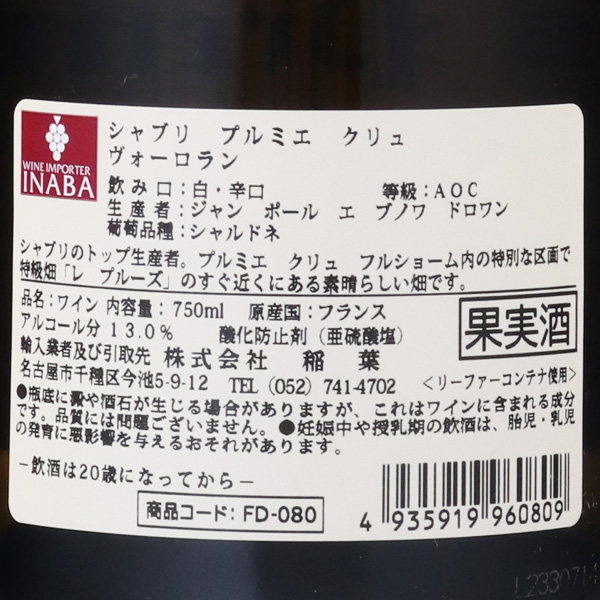 WINE IMPORTER
INABA
シャブリ プルミエ クリュ
ヴォーロラン
飲み口：白・辛口 等級：AOC
生産者：ジャン ポール エ ブノワ ドロワン
葡萄品種：シャルドネ
シャブリのトップ生産者。プルミエ クリュ フルショーム内の特別な区画で
特級畑「レ プルーズ」のすぐ近くにある素晴らしい畑です。
品名：ワイン 内容量：750ml 原産国：フランス
アルコール分 13.0% 酸化防止剤（亜硫酸塩）
果実酒
輸入業者及び引取先 株式会社 稲葉
名古屋市千種区今池5-9-12 TEL（052）741-4702 <リーファーコンテナ使用>
●瓶底に澱や酒石が生じる場合がありますが、これはワインに含まれる成分
です。品質には問題ございません。●妊娠中や授乳期の飲酒は、胎児・乳児
の発育に悪影響を与えるおそれがあります。
―飲酒は20歳になってから―
商品コード：FD-080
4 935919 960809
L2330714